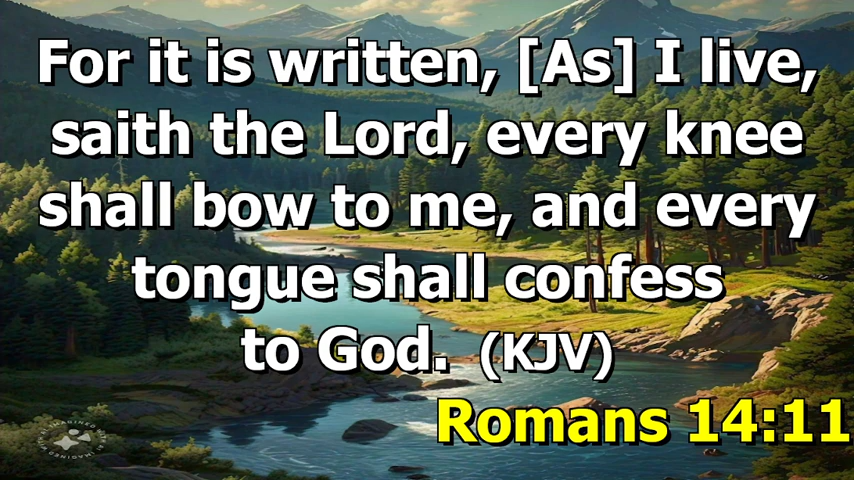 For it is written, [As] I live,
saith the Lord, every knee
shall bow to me, and every
tongue shall confess
to God. (KJV)
Romans 14:11